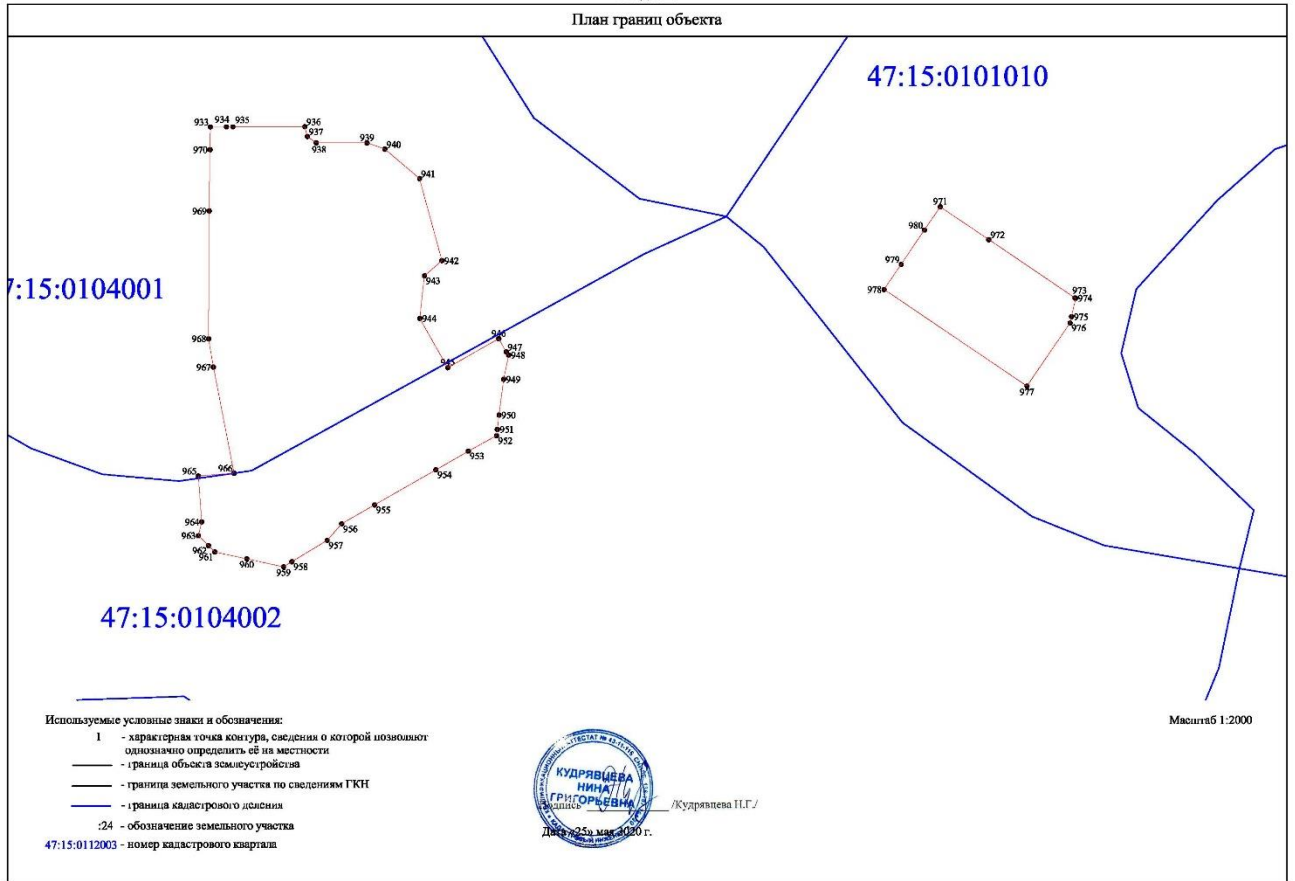 План границ объекта
47:15:0101010
933 934 935 936
937
938
939
940
970
941
969
971
980
972
942
943
979
978
973
974
975
976
944
7:15:0104001
968
967
945
946
947
948
977
949
950
951
952
953
954
965
966
955
964
956
963
957
962
961
960
958
959
47:15:0104002
Используемые условные знаки и обозначения:
Масштаб 1:2000
1 - характерная точка контура, сведения о которой позволяют
однозначно определить её на местности
- граница объекта землеустройства
- граница земельного участка по сведениям ГКН
- граница кадастрового деления
:24 - обозначение земельного участка
47:15:0112003 - номер кадастрового квартала
КУДРЯВЦЕВА
НИНА
ГРИГОРЬЕВНА
Подпись /Кудрявцева Н.Г./
Дата «25» мая 2020 г.